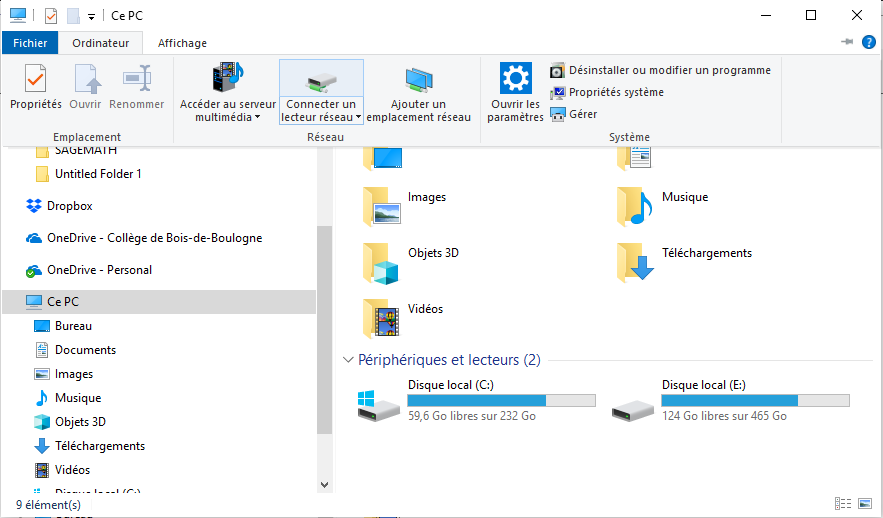 Ce PC
Fichier
Ordinateur
Affichage
Propriétés
Ouvrir
Renommer
Emplacement
Accéder au serveur
multimédia
Connecter un
lecteur réseau
Ajouter un
emplacement réseau
Réseau
Ouvrir les
paramètres
Désinstaller ou modifier un programme
Propriétés système
Gérer
Système
SAGEMATH
Untitled Folder 1
Dropbox
OneDrive - Collège de Bois-de-Boulogne
OneDrive - Personal
Ce PC
Bureau
Documents
Images
Musique
Objets 3D
Téléchargements
Vidéos
Disque local (C:)
Images
Musique
Objets 3D
Téléchargements
Vidéos
Périphériques et lecteurs (2)
Disque local (C:)
59,6 Go libres sur 232 Go
Disque local (E:)
124 Go libres sur 465 Go
9 élément(s)